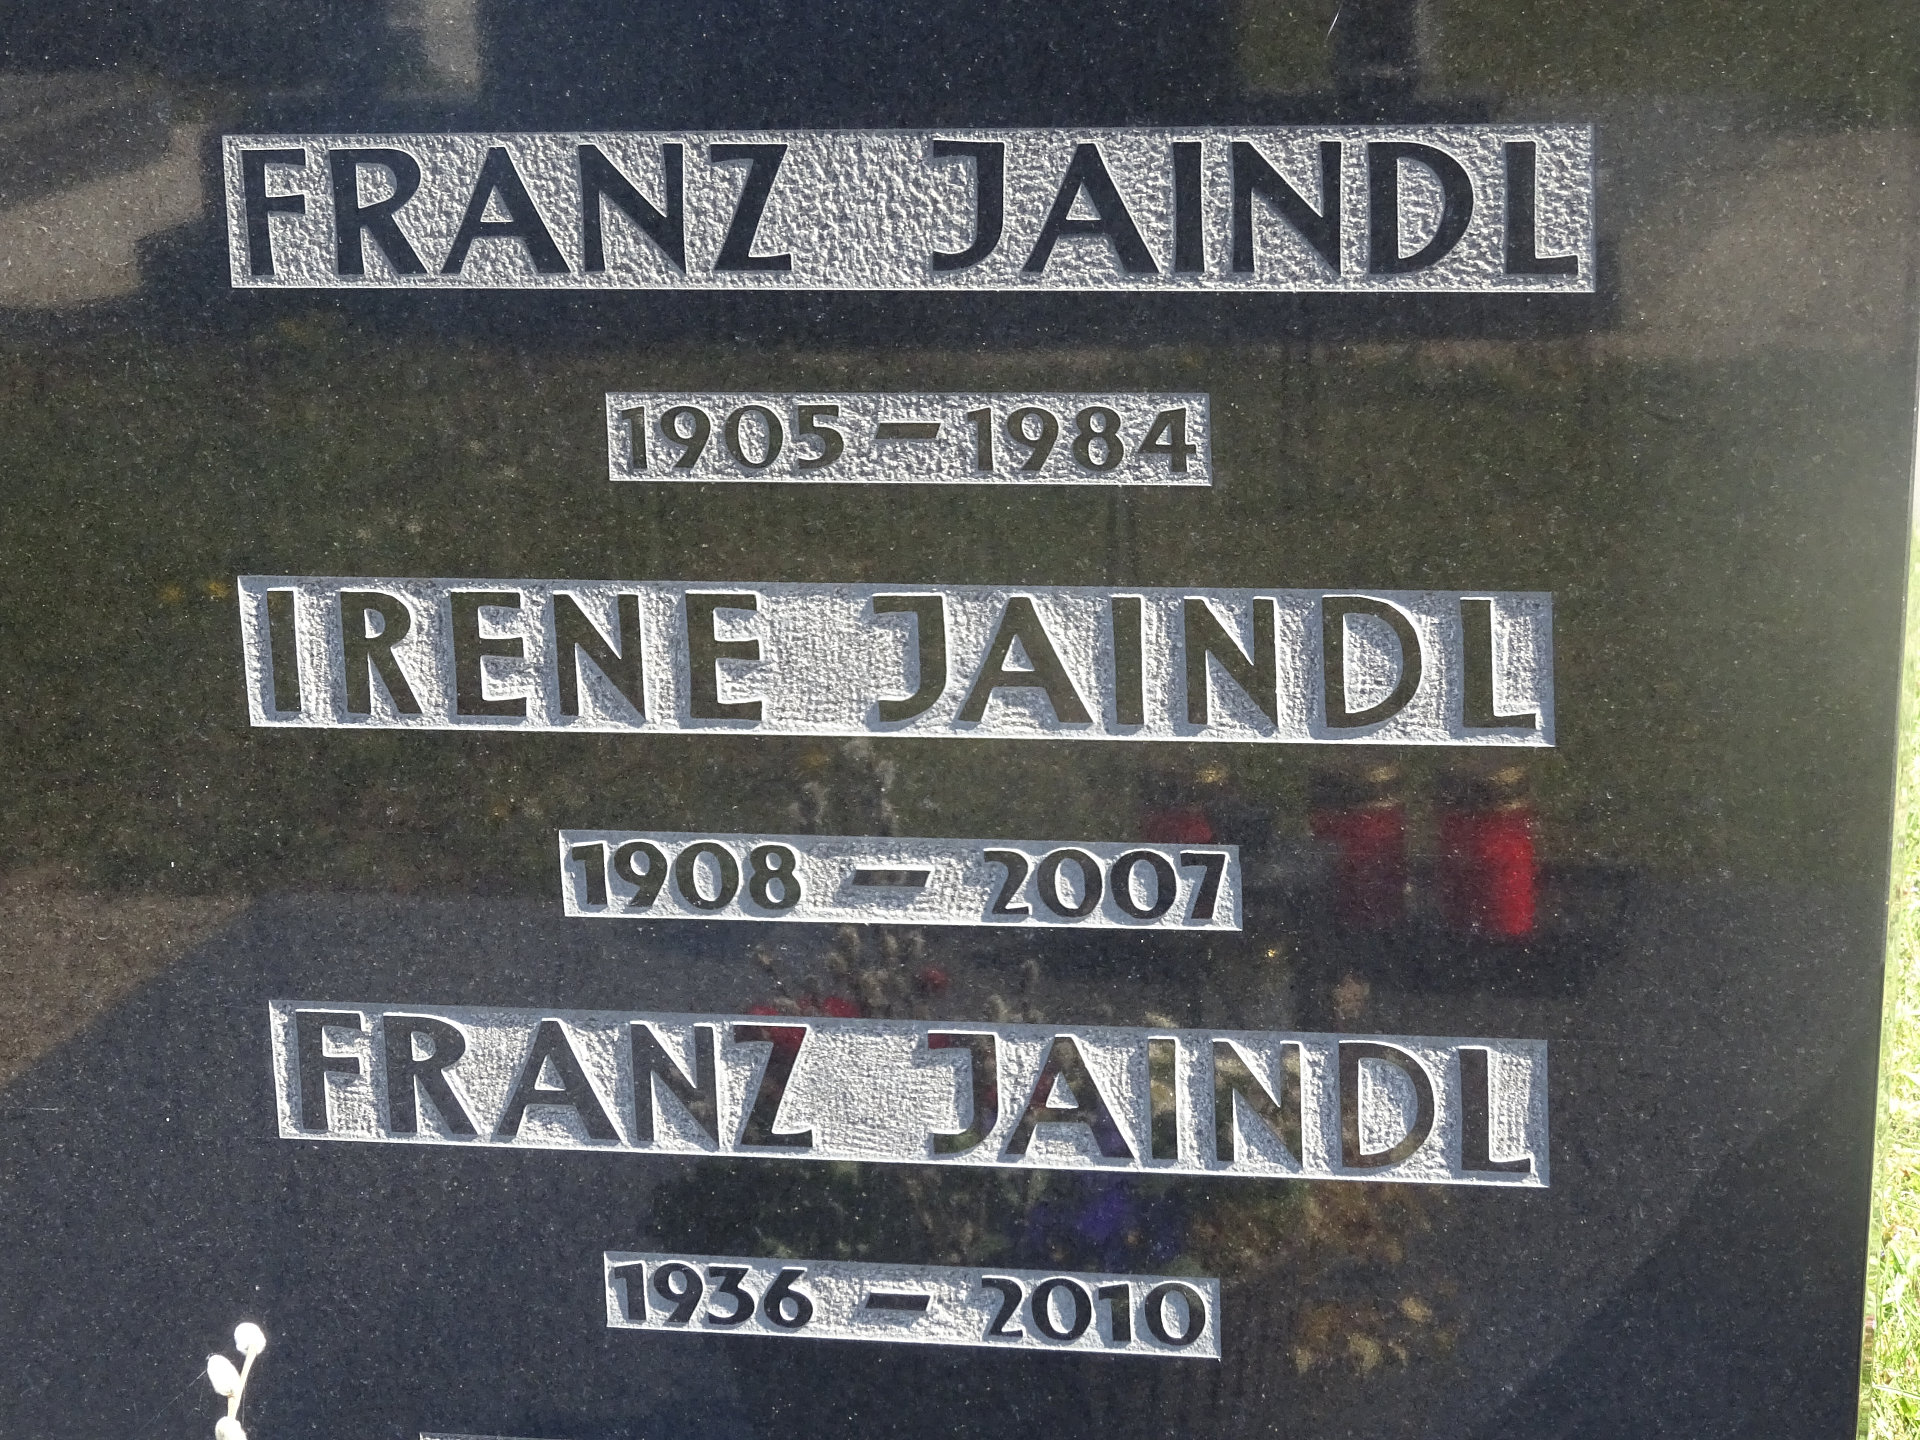 FRANZ JAINDL
1905 – 1984
IRENE JAINDL
1908 – 2007
FRANZ JAINDL
1936 – 2010